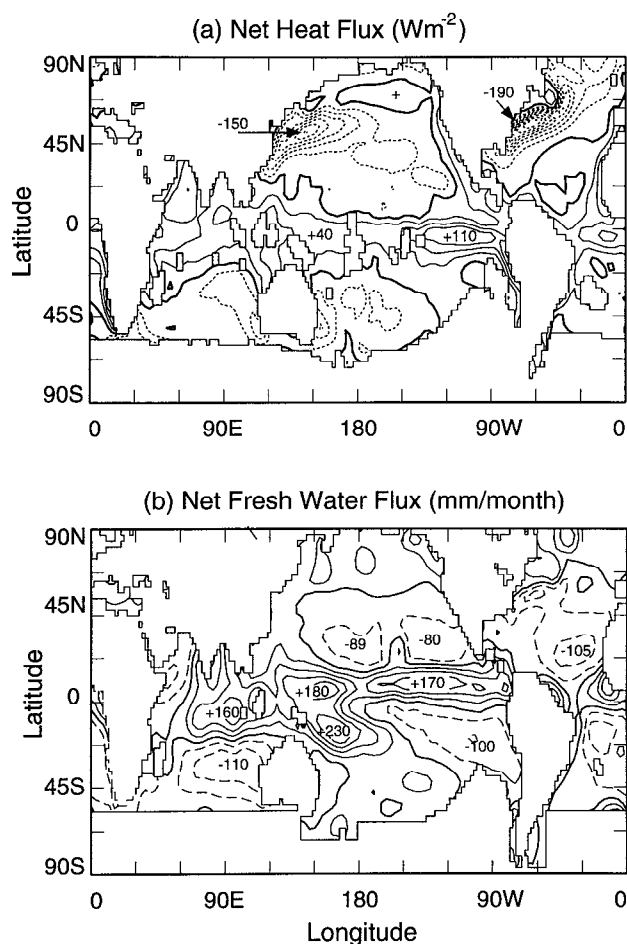 (a) Net Heat Flux (Wm-2)
90N
45N
0
45S
90S
Latitude
-150
+
-190
+40
+110
0 90E 180 90W 0
(b) Net Fresh Water Flux (mm/month)
90N
45N
0
45S
90S
Latitude
-89
-80
-105
+180
+170
+160
+230
-100
-110
0 90E 180 90W 0
Longitude